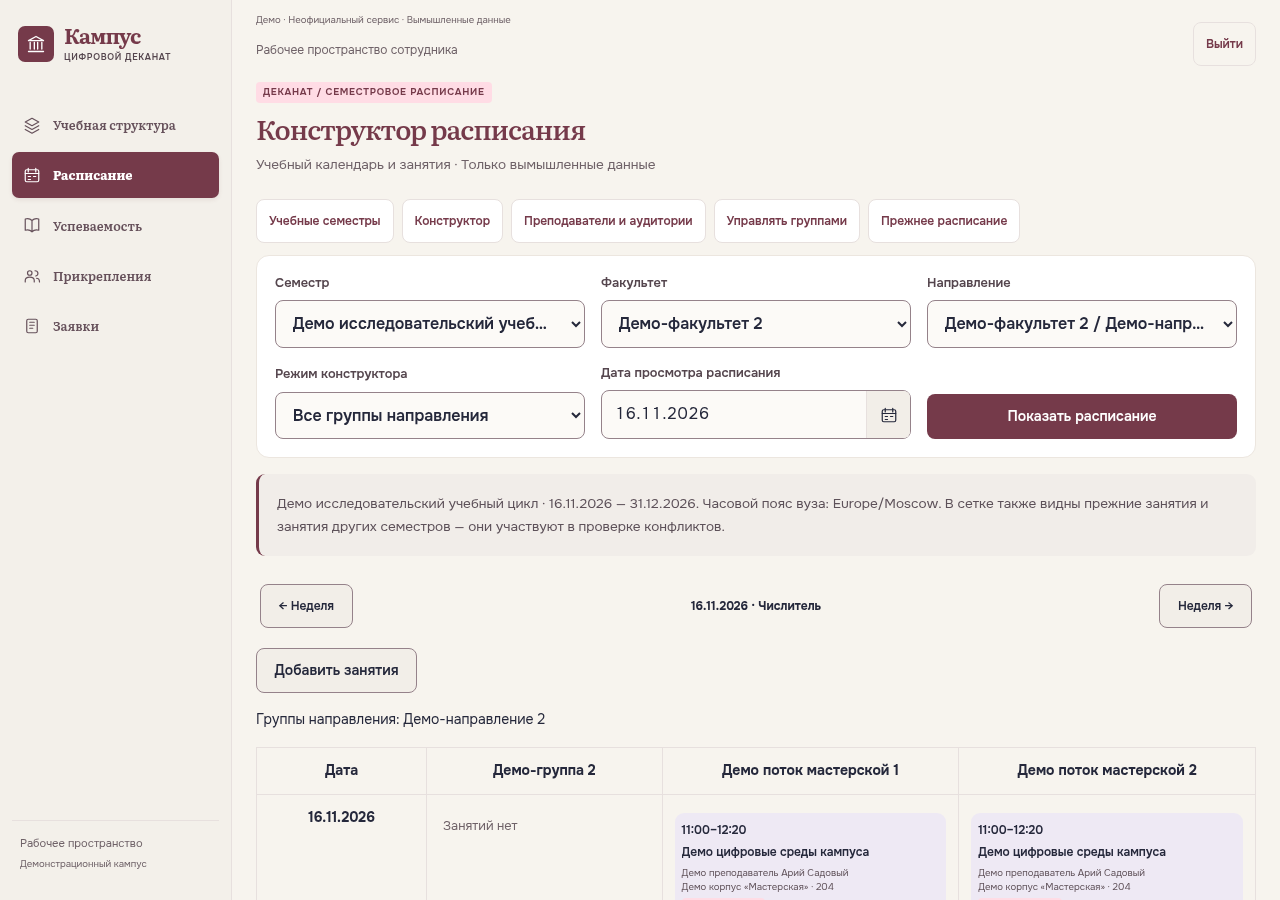 Кампус
ЦИФРОВОЙ ДЕКАНАТ
Учебная структура
Расписание
Успеваемость
Прикрепления
Заявки
Рабочее пространство
Демонстрационный кампус
Демо · Неофициальный сервис · Вымышленные данные
Рабочее пространство сотрудника
Выйти
ДЕКАНАТ / СЕМЕСТРОВОЕ РАСПИСАНИЕ
Конструктор расписания
Учебный календарь и занятия · Только вымышленные данные
Учебные семестры
Конструктор
Преподаватели и аудитории
Управлять группами
Прежнее расписание
Семестр
Факультет
Направление
Демо исследовательский учеб...
Демо-факультет 2
Демо-факультет 2 / Демо-напр...
Режим конструктора
Дата просмотра расписания
Все группы направления
16.11.2026
Показать расписание
Демо исследовательский учебный цикл · 16.11.2026 — 31.12.2026. Часовой пояс вуза: Europe/Moscow. В сетке также видны прежние занятия и
занятия других семестров — они участвуют в проверке конфликтов.
← Неделя
16.11.2026 · Числитель
Неделя →
Добавить занятия
Группы направления: Демо-направление 2
Дата
Демо-группа 2
Демо поток мастерской 1
Демо поток мастерской 2
16.11.2026
Занятий нет
11:00–12:20
Демо цифровые среды кампуса
Демо преподаватель Арий Садовый
Демо корпус «Мастерская» · 204
11:00–12:20
Демо цифровые среды кампуса
Демо преподаватель Арий Садовый
Демо корпус «Мастерская» · 204